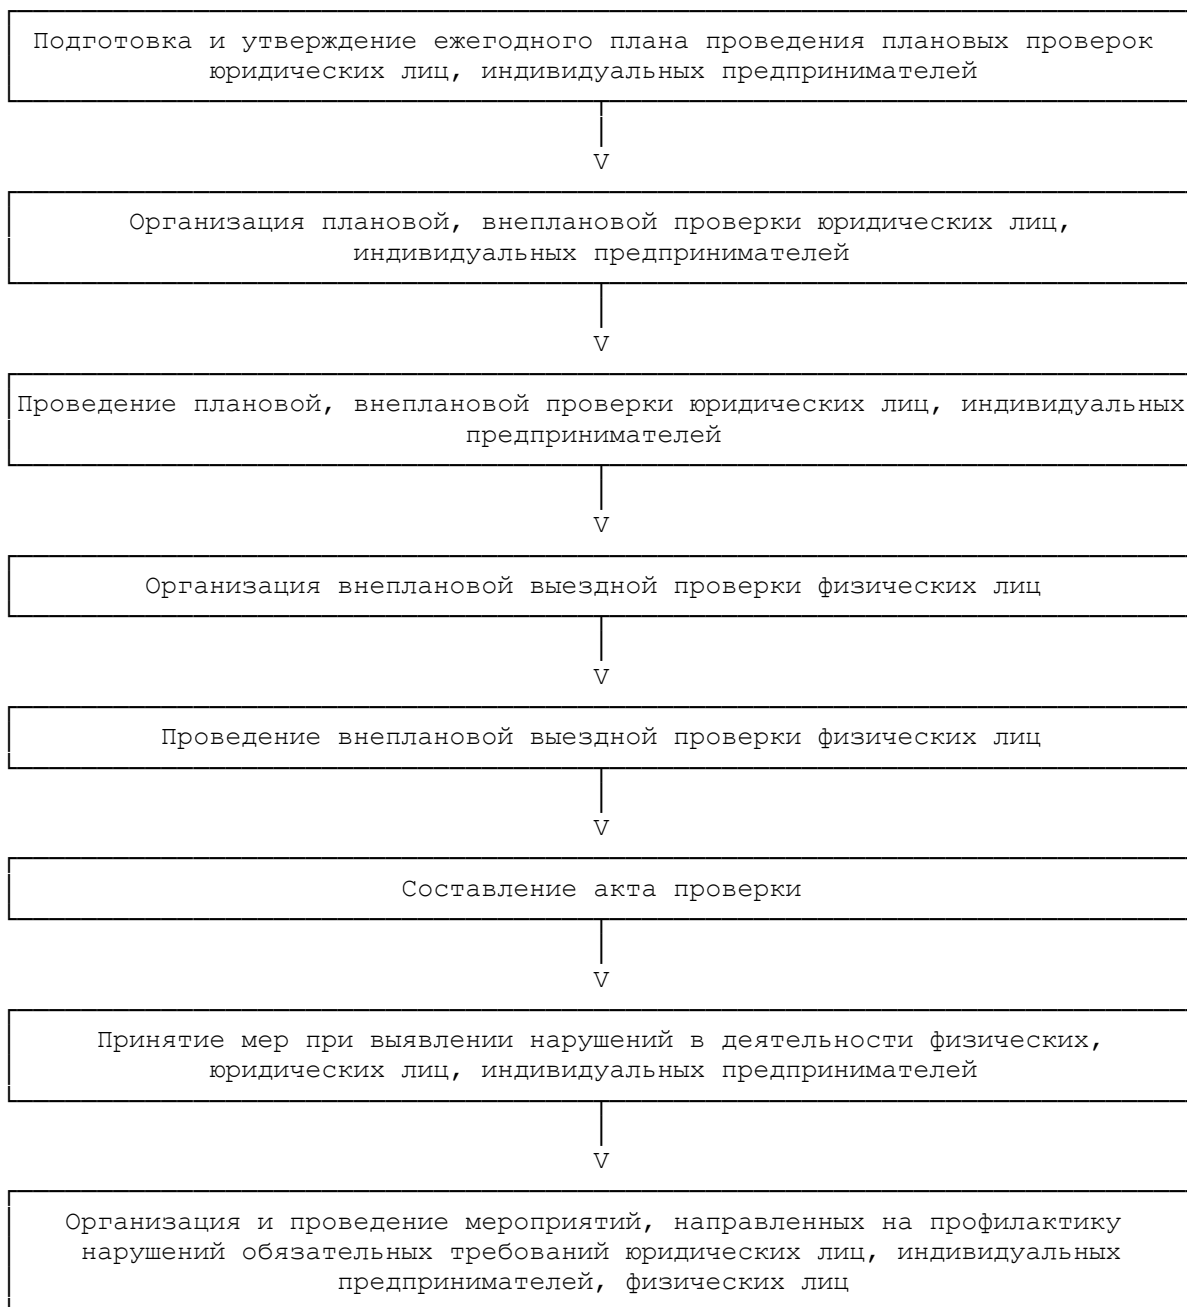 Подготовка и утверждение ежегодного плана проведения плановых проверок
юридических лиц, индивидуальных предпринимателей
V
Организация плановой, внеплановой проверки юридических лиц,
индивидуальных предпринимателей
V
Проведение плановой, внеплановой проверки юридических лиц, индивидуальных
предпринимателей
V
Организация внеплановой выездной проверки физических лиц
V
Проведение внеплановой выездной проверки физических лиц
V
Составление акта проверки
V
Принятие мер при выявлении нарушений в деятельности физических,
юридических лиц, индивидуальных предпринимателей
V
Организация и проведение мероприятий, направленных на профилактику
нарушений обязательных требований юридических лиц, индивидуальных
предпринимателей, физических лиц